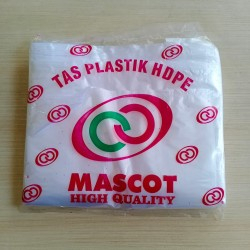 TAS PLASTIK HDPE
MASCOT
HIGH QUALITY